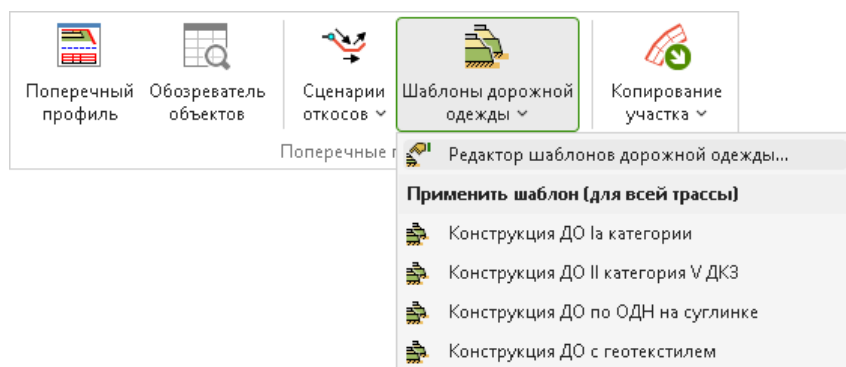 Поперечный
профиль
Обозреватель
объектов
Сценарии
откосов
Шаблоны дорожной
одежды
Копирование
участка
Поперечные
Редактор шаблонов дорожной одежды...
Применить шаблон (для всей трассы)
Конструкция ДО Iа категории
Конструкция ДО II категория V ДКЗ
Конструкция ДО по ОДН на суглинке
Конструкция ДО с геотекстилем